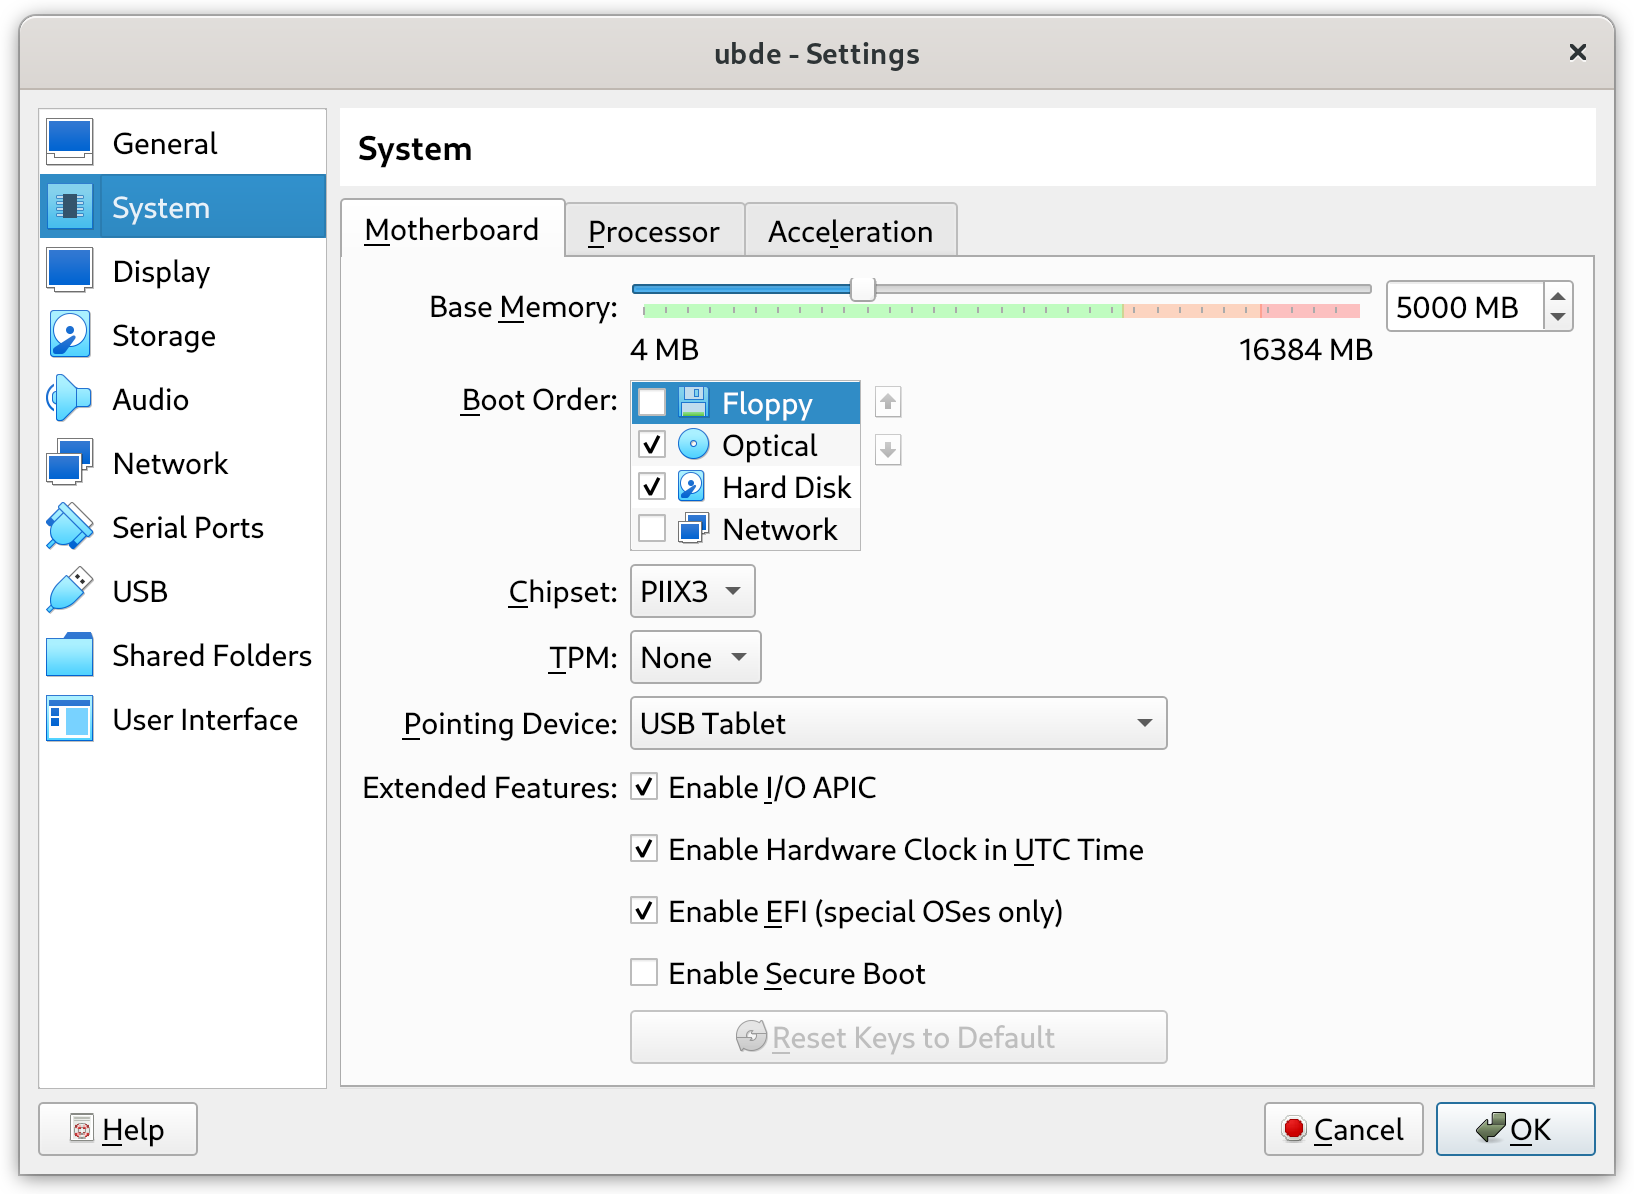 ubde - Settings
General
System
Display
Storage
Audio
Network
Serial Ports
USB
Shared Folders
User Interface
System
Motherboard
Processor
Acceleration
Base Memory:
5000 MB
4 MB
16384 MB
Boot Order:
Floppy
Optical
Hard Disk
Network
Chipset:
PIIX3
TPM:
None
Pointing Device:
USB Tablet
Extended Features:
Enable I/O APIC
Enable Hardware Clock in UTC Time
Enable EFI (special OSes only)
Enable Secure Boot
Reset Keys to Default
Help
Cancel
OK